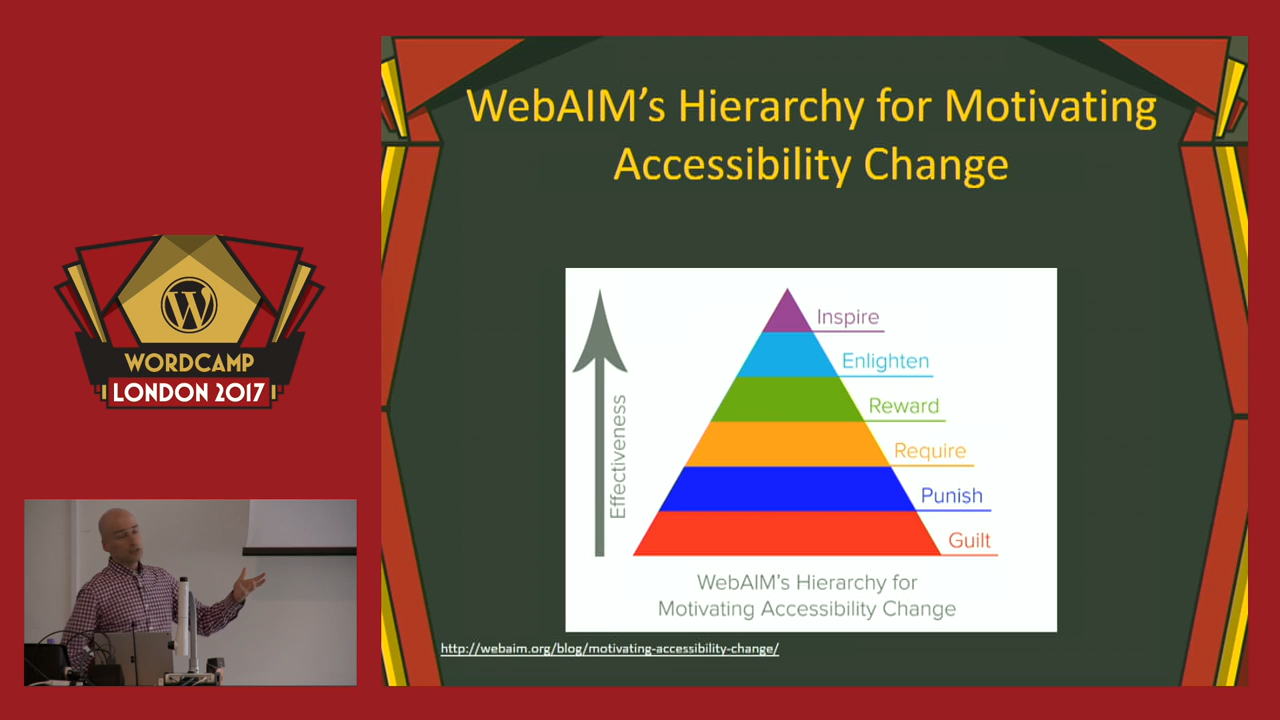 WebAIM's Hierarchy for Motivating
Accessibility Change
Inspire
Enlighten
Reward
Require
Punish
Guilt
Effectiveness
WebAIM's Hierarchy for
Motivating Accessibility Change
http://webaim.org/blog/motivating-accessibility-change/
WORDCAMP
LONDON 2017